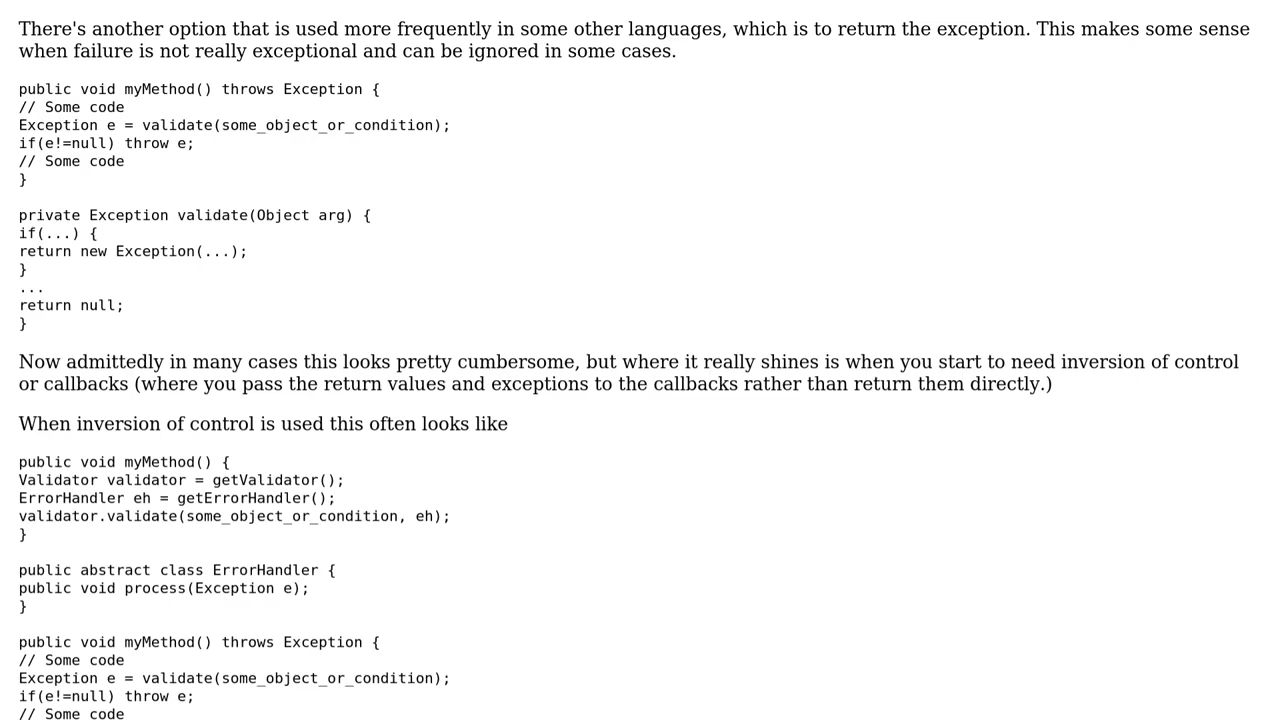 There's another option that is used more frequently in some other languages, which is to return the exception. This makes some sense
when failure is not really exceptional and can be ignored in some cases.
public void myMethod() throws Exception {
// Some code
Exception e = validate(some_object_or_condition);
if(e!=null) throw e;
// Some code
}
private Exception validate(Object arg) {
if(...) {
return new Exception(...);
}
...
return null;
}
Now admittedly in many cases this looks pretty cumbersome, but where it really shines is when you start to need inversion of control
or callbacks (where you pass the return values and exceptions to the callbacks rather than return them directly.)
When inversion of control is used this often looks like
public void myMethod() {
Validator validator = getValidator();
ErrorHandler eh = getErrorHandler();
validator.validate(some_object_or_condition, eh);
}
public abstract class ErrorHandler {
public void process(Exception e);
}
public void myMethod() throws Exception {
// Some code
Exception e = validate(some_object_or_condition);
if(e!=null) throw e;
// Some code